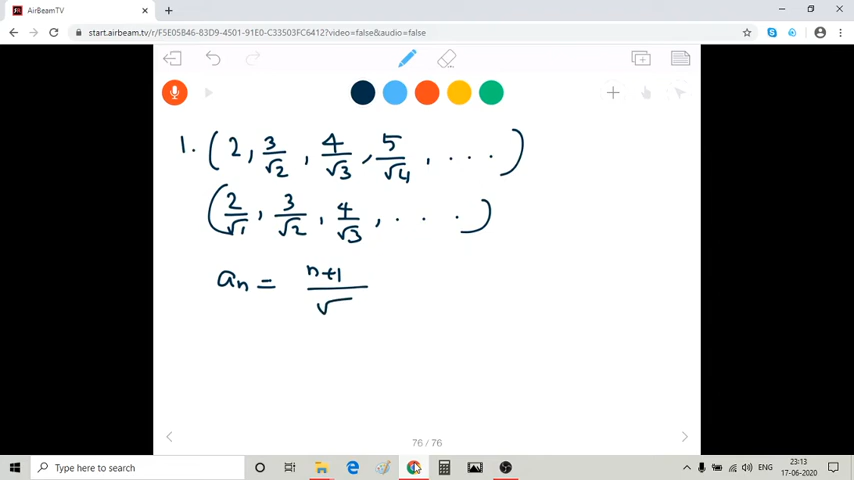 AirBeamTV
start.airbeam.tv/r/F5E05B46-83D9-4501-91E0-C33503FC6412?video=false&audio=false
1. (2, 3/√2, 4/√3, 5/√4, ...)
(2/√1, 3/√2, 4/√3, ...)
aₙ = n+1/√
76 / 76
Type here to search
ENG
23:13
17-06-2020